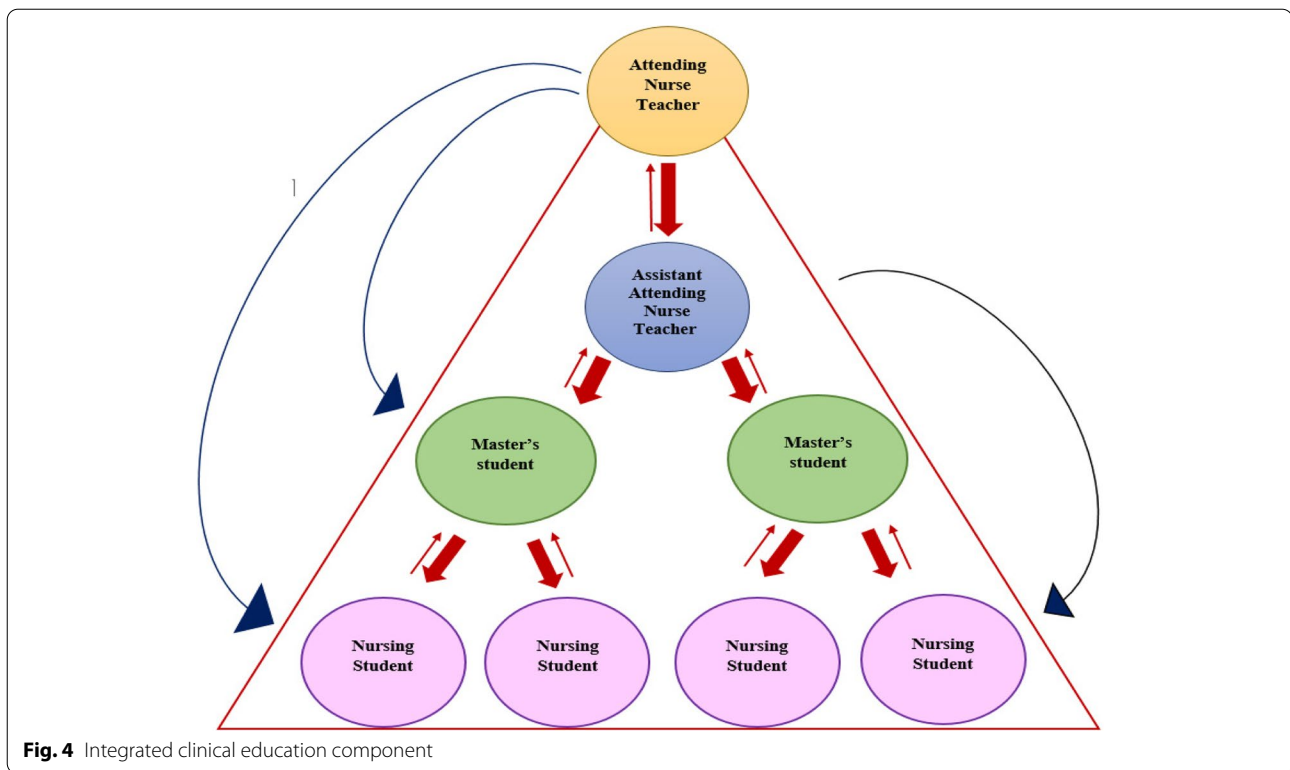 Attending
Nurse
Teacher
1
Assistant
Attending
Nurse
Teacher
Master's
student
Master's
student
Nursing
Student
Nursing
Student
Nursing
Student
Nursing
Student
Fig. 4 Integrated clinical education component